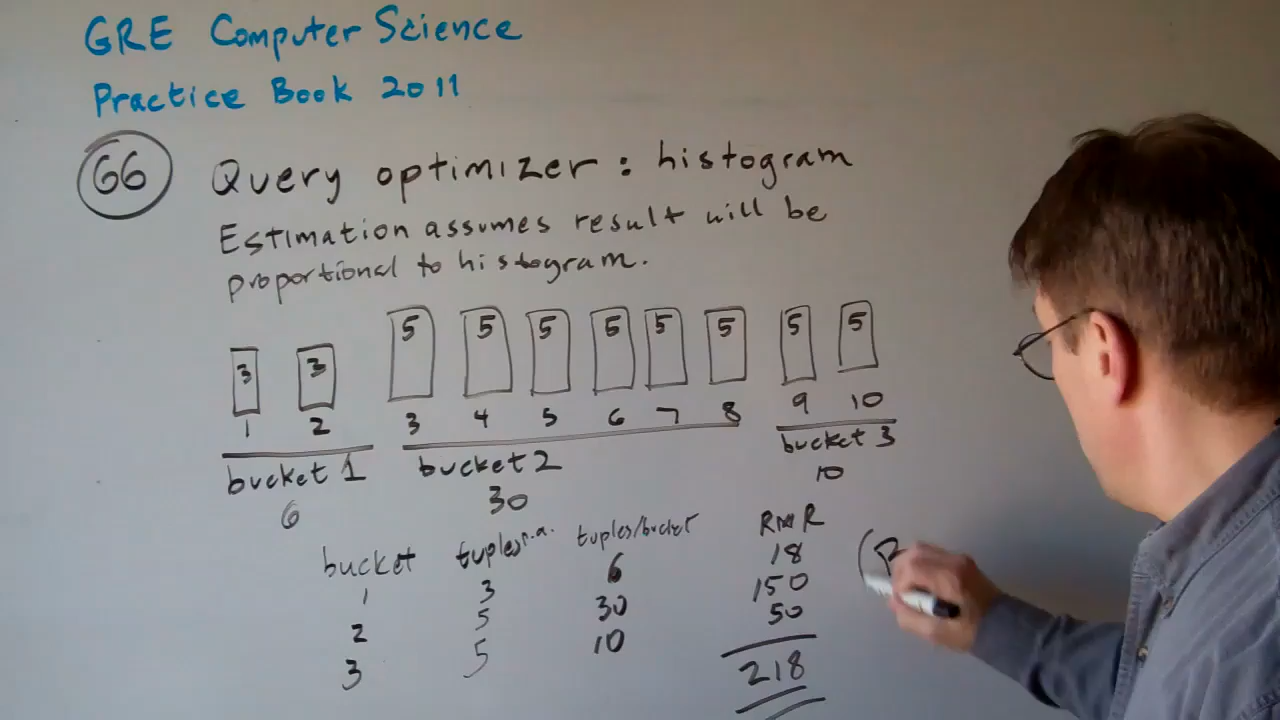 GRE Computer Science
Practice Book 2011
66 Query optimizer : histogram
Estimation assumes result will be
proportional to histogram.
3 3 5 5 5 5 5 5 5 5
1 2 3 4 5 6 7 8 9 10
bucket 1 bucket 2 bucket 3
6 30 10
bucket tuples r.a. tuples/bucket R⋈R
1 3 6 18
2 5 30 150
3 5 10 50
218